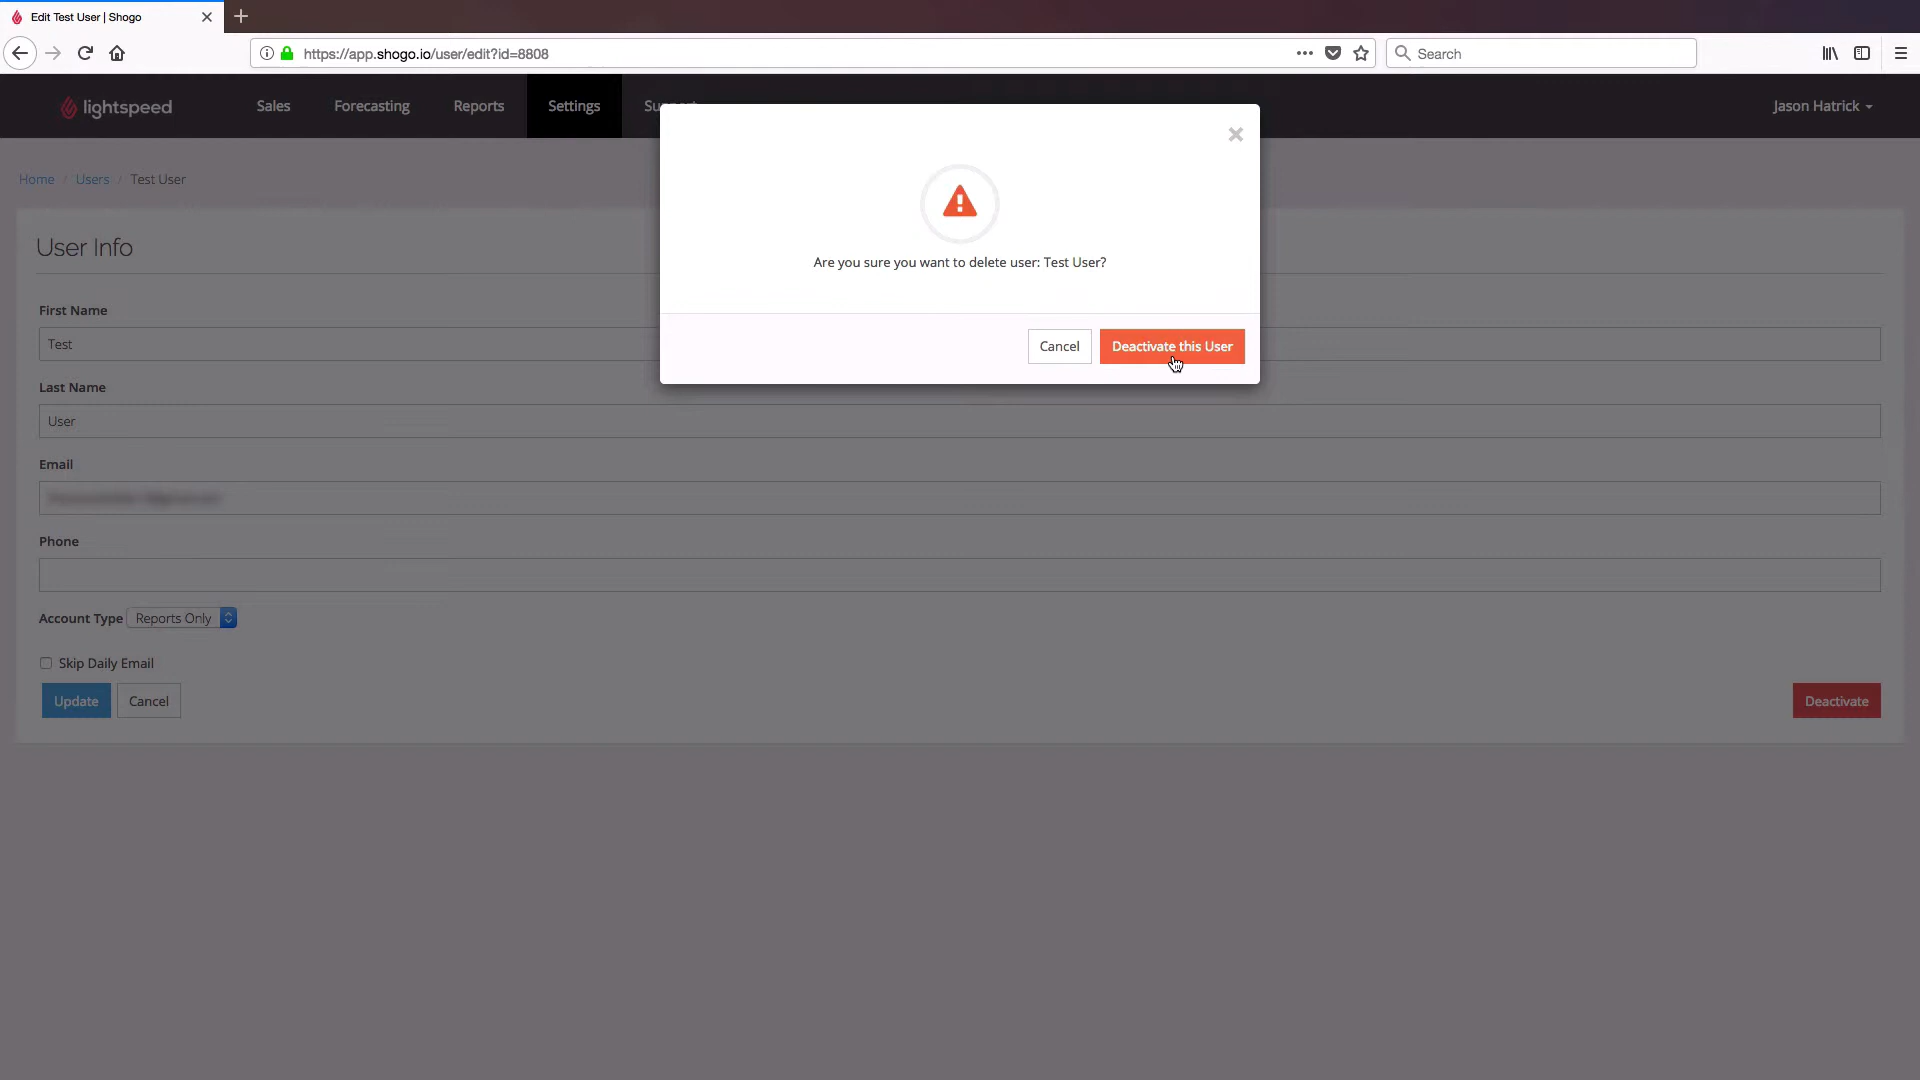 Edit Test User | Shogo
https://app.shogo.io/user/edit?id=8808
Search
lightspeed
Sales
Forecasting
Reports
Settings
Jason Hatrick
Home / Users / Test User
Are you sure you want to delete user: Test User?
Cancel
Deactivate this User
User Info
First Name
Test
Last Name
User
Email
Phone
Account Type Reports Only
Skip Daily Email
Update
Cancel
Deactivate